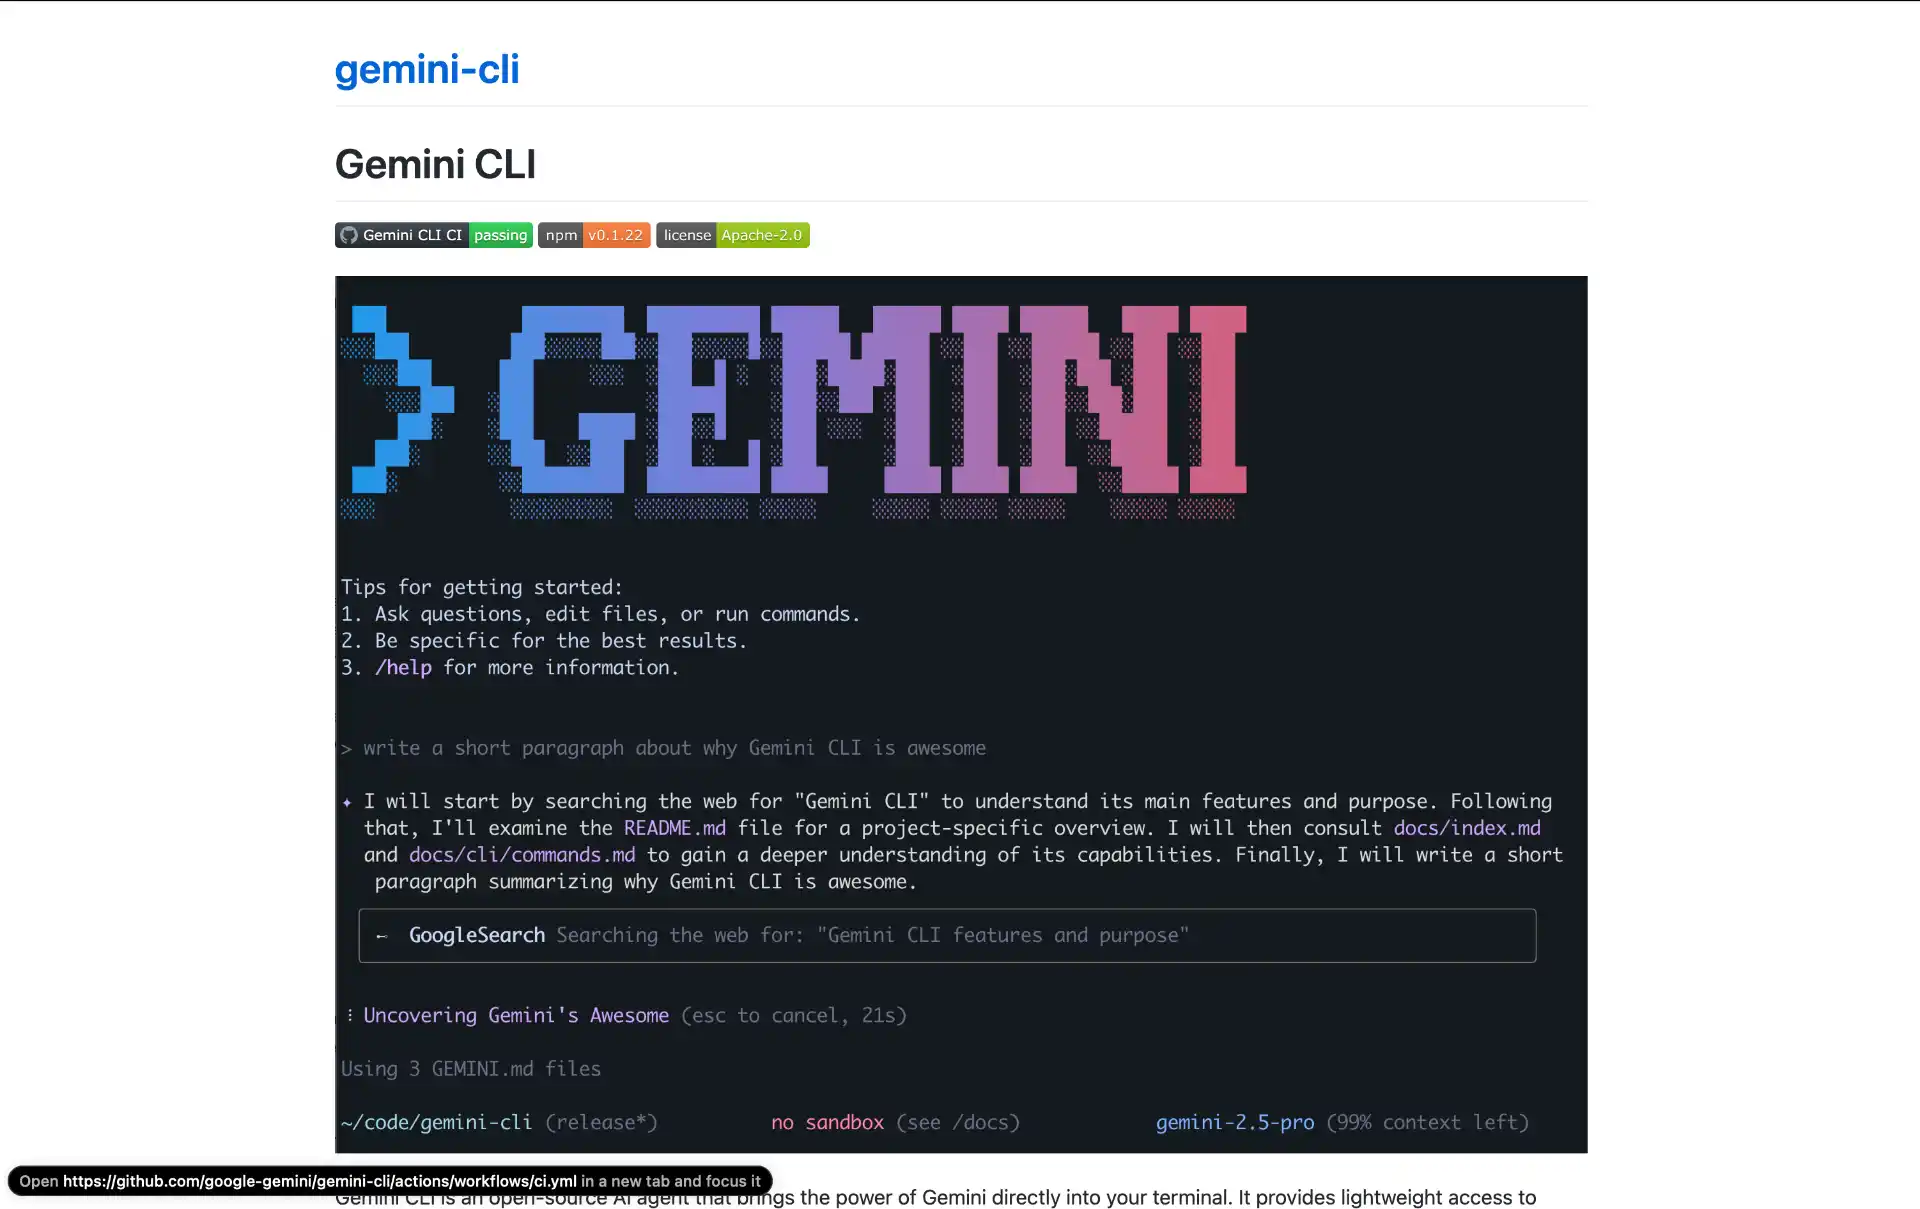 gemini-cli
Gemini CLI
Gemini CLI CI passing npm v0.1.22 license Apache-2.0
> GEMINI
Tips for getting started:
1. Ask questions, edit files, or run commands.
2. Be specific for the best results.
3. /help for more information.
> write a short paragraph about why Gemini CLI is awesome
✦ I will start by searching the web for "Gemini CLI" to understand its main features and purpose. Following
that, I'll examine the README.md file for a project-specific overview. I will then consult docs/index.md
and docs/cli/commands.md to gain a deeper understanding of its capabilities. Finally, I will write a short
paragraph summarizing why Gemini CLI is awesome.
GoogleSearch Searching the web for: "Gemini CLI features and purpose"
Uncovering Gemini's Awesome (esc to cancel, 21s)
Using 3 GEMINI.md files
~/code/gemini-cli (release*) no sandbox (see /docs) gemini-2.5-pro (99% context left)
Open https://github.com/google-gemini/gemini-cli/actions/workflows/ci.yml in a new tab and focus it
Gemini CLI is an open-source AI agent that brings the power of Gemini directly into your terminal. It provides lightweight access to